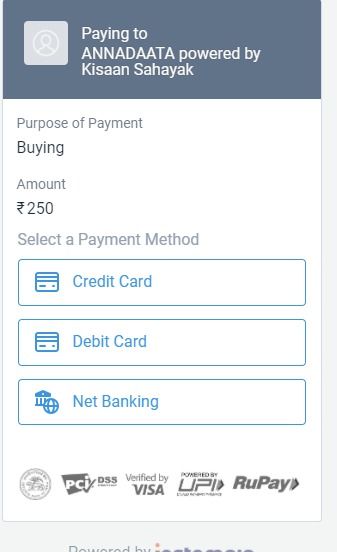 Paying to
ANNADAATA powered by
Kisaan Sahayak
Purpose of Payment
Buying
Amount
₹250
Select a Payment Method
Credit Card
Debit Card
Net Banking
PCI DSS
Verified by
VISA
POWERED BY
UPI
RuPay
Powered by